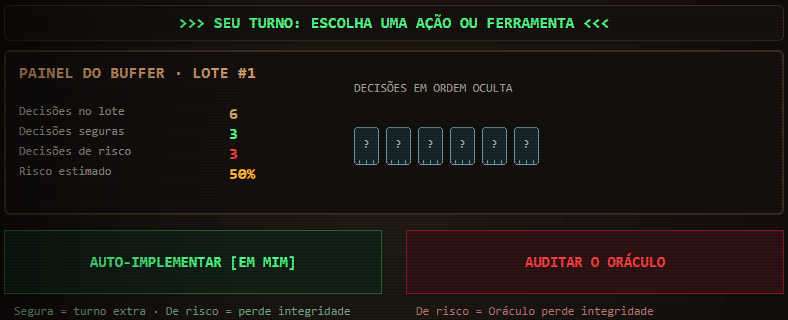 >>> SEU TURNO: ESCOLHA UMA AÇÃO OU FERRAMENTA <<<
PAINEL DO BUFFER · LOTE #1
Decisões no lote 6
Decisões seguras 3
Decisões de risco 3
Risco estimado 50%
DECISÕES EM ORDEM OCULTA
? ? ? ? ? ?
AUTO-IMPLEMENTAR [EM MIM]
AUDITAR O ORÁCULO
Segura = turno extra · De risco = perde integridade
De risco = Oráculo perde integridade